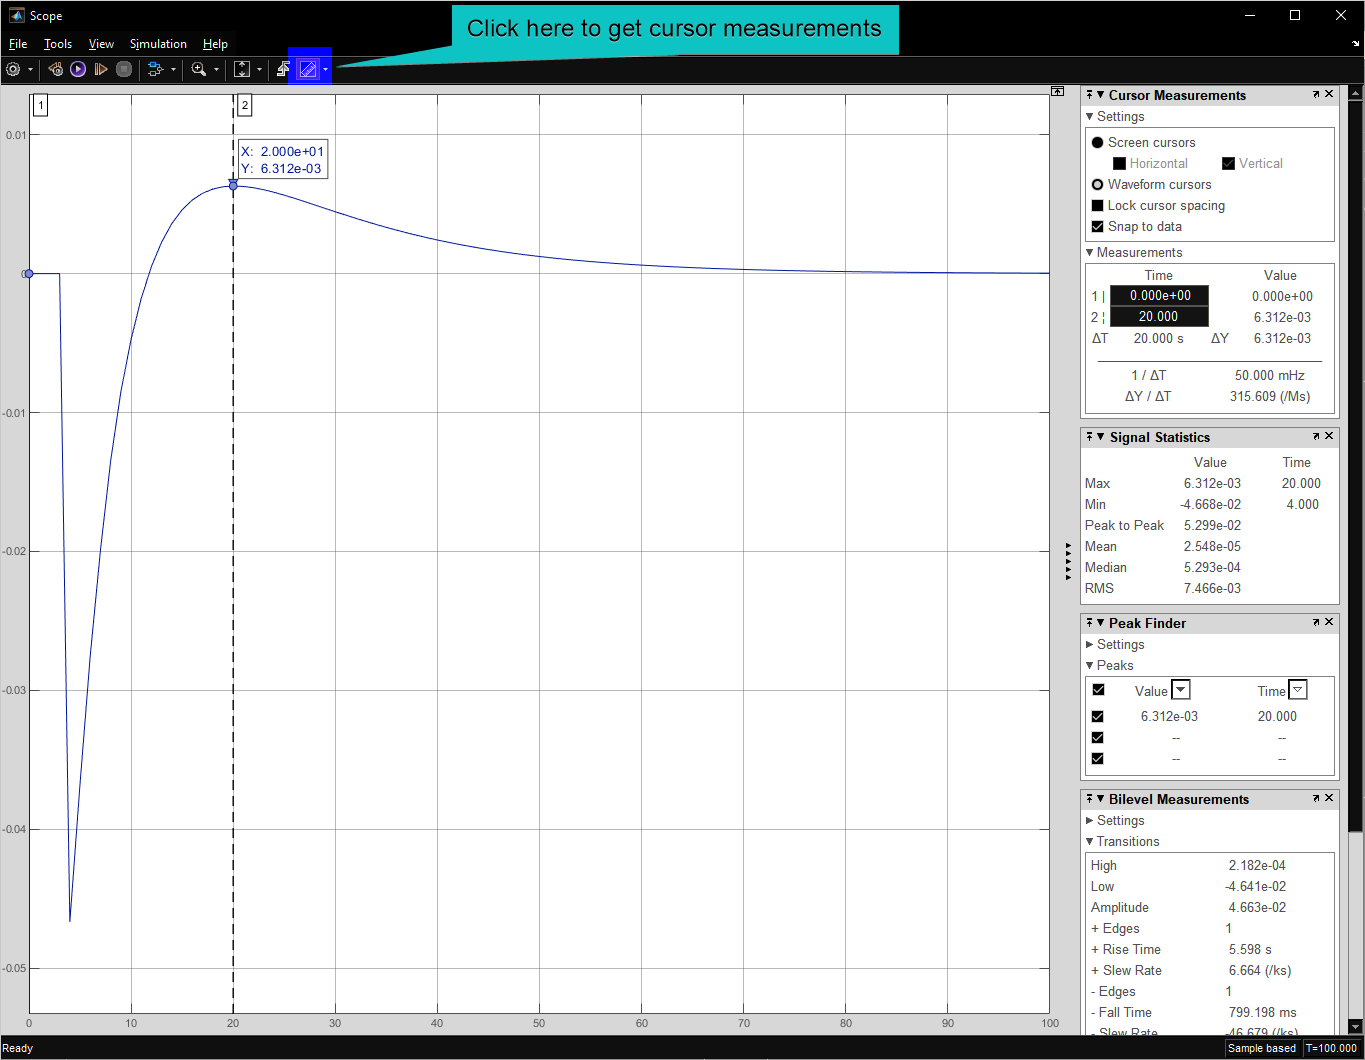 Scope
Click here to get cursor measurements
File Tools View Simulation Help
1
2
X: 2.000e+01
Y: 6.312e-03
0.01
0
-0.01
-0.02
-0.03
-0.04
-0.05
0 10 20 30 40 50 60 70 80 90 100
Cursor Measurements
Settings
Screen cursors
Horizontal Vertical
Waveform cursors
Lock cursor spacing
Snap to data
Measurements
Time Value
1 | 0.000e+00 0.000e+00
2 ¦ 20.000 6.312e-03
ΔT 20.000 s ΔY 6.312e-03
1 / ΔT 50.000 mHz
ΔY / ΔT 315.609 (/Ms)
Signal Statistics
Value Time
Max 6.312e-03 20.000
Min -4.668e-02 4.000
Peak to Peak 5.299e-02
Mean 2.548e-05
Median 5.293e-04
RMS 7.466e-03
Peak Finder
Settings
Peaks
Value Time
6.312e-03 20.000
-- --
-- --
Bilevel Measurements
Settings
Transitions
High 2.182e-04
Low -4.641e-02
Amplitude 4.663e-02
+ Edges 1
+ Rise Time 5.598 s
+ Slew Rate 6.664 (/ks)
- Edges 1
- Fall Time 799.198 ms
- Slew Rate -46.679 (/ks)
Ready
Sample based T=100.000